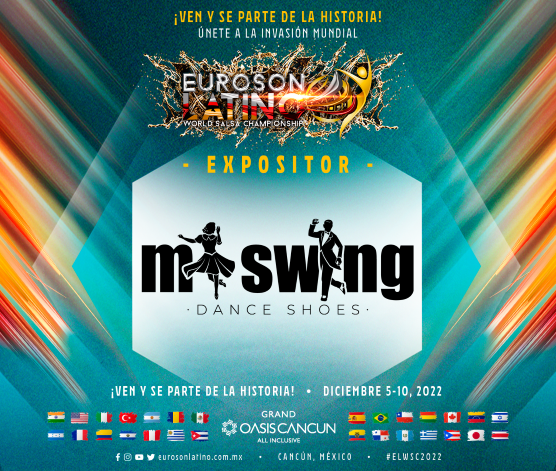 ¡VEN Y SE PARTE DE LA HISTORIA!
ÚNETE A LA INVASIÓN MUNDIAL
EUROSON
LATINO
WORLD SALSA CHAMPIONSHIP
- EXPOSITOR -
mi swing
·DANCE SHOES·
¡VEN Y SE PARTE DE LA HISTORIA! • DICIEMBRE 5-10, 2022
GRAND
OASIS CANCUN
ALL INCLUSIVE
eurosonlatino.com.mx • CANCÚN, MÉXICO • #ELWSC2022